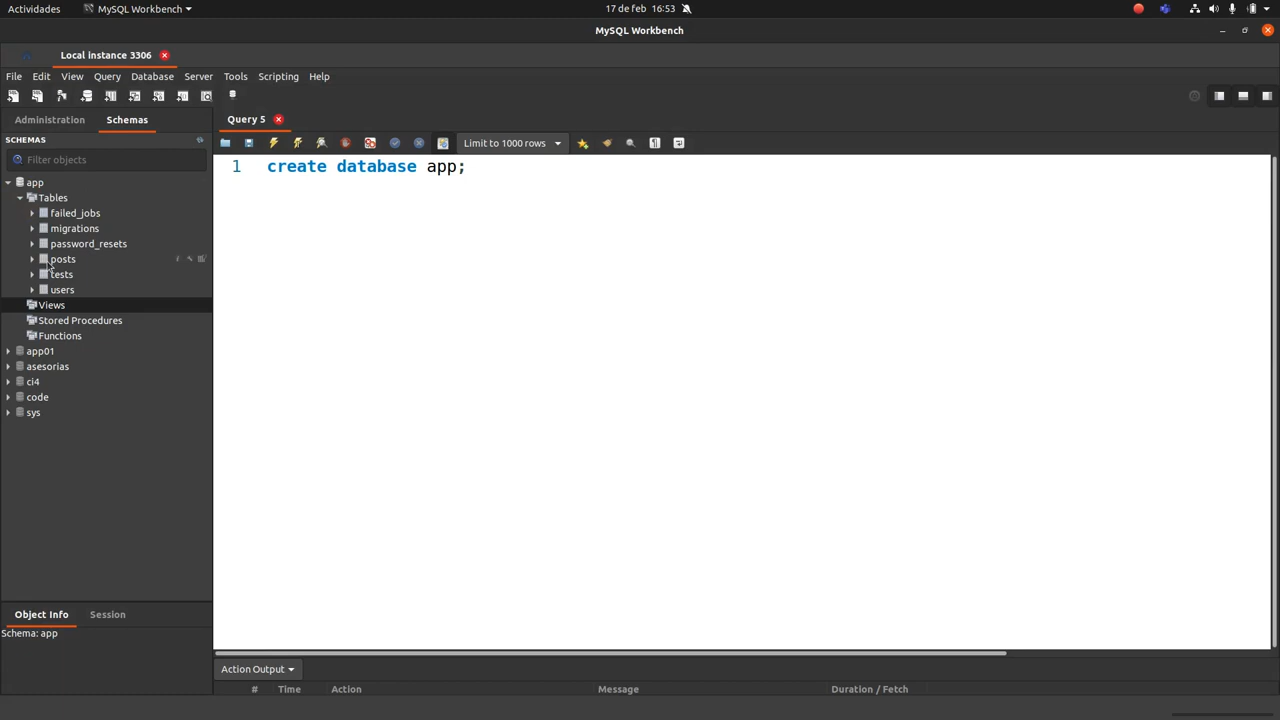 Actividades MySQL Workbench 17 de feb 16:53
MySQL Workbench
Local instance 3306
File Edit View Query Database Server Tools Scripting Help
Administration Schemas
Query 5
SCHEMAS
Limit to 1000 rows
Filter objects
1 create database app;
app
Tables
failed_jobs
migrations
password_resets
posts
tests
users
Views
Stored Procedures
Functions
app01
asesorias
ci4
code
sys
Object Info Session
Schema: app
Action Output
# Time Action Message Duration / Fetch